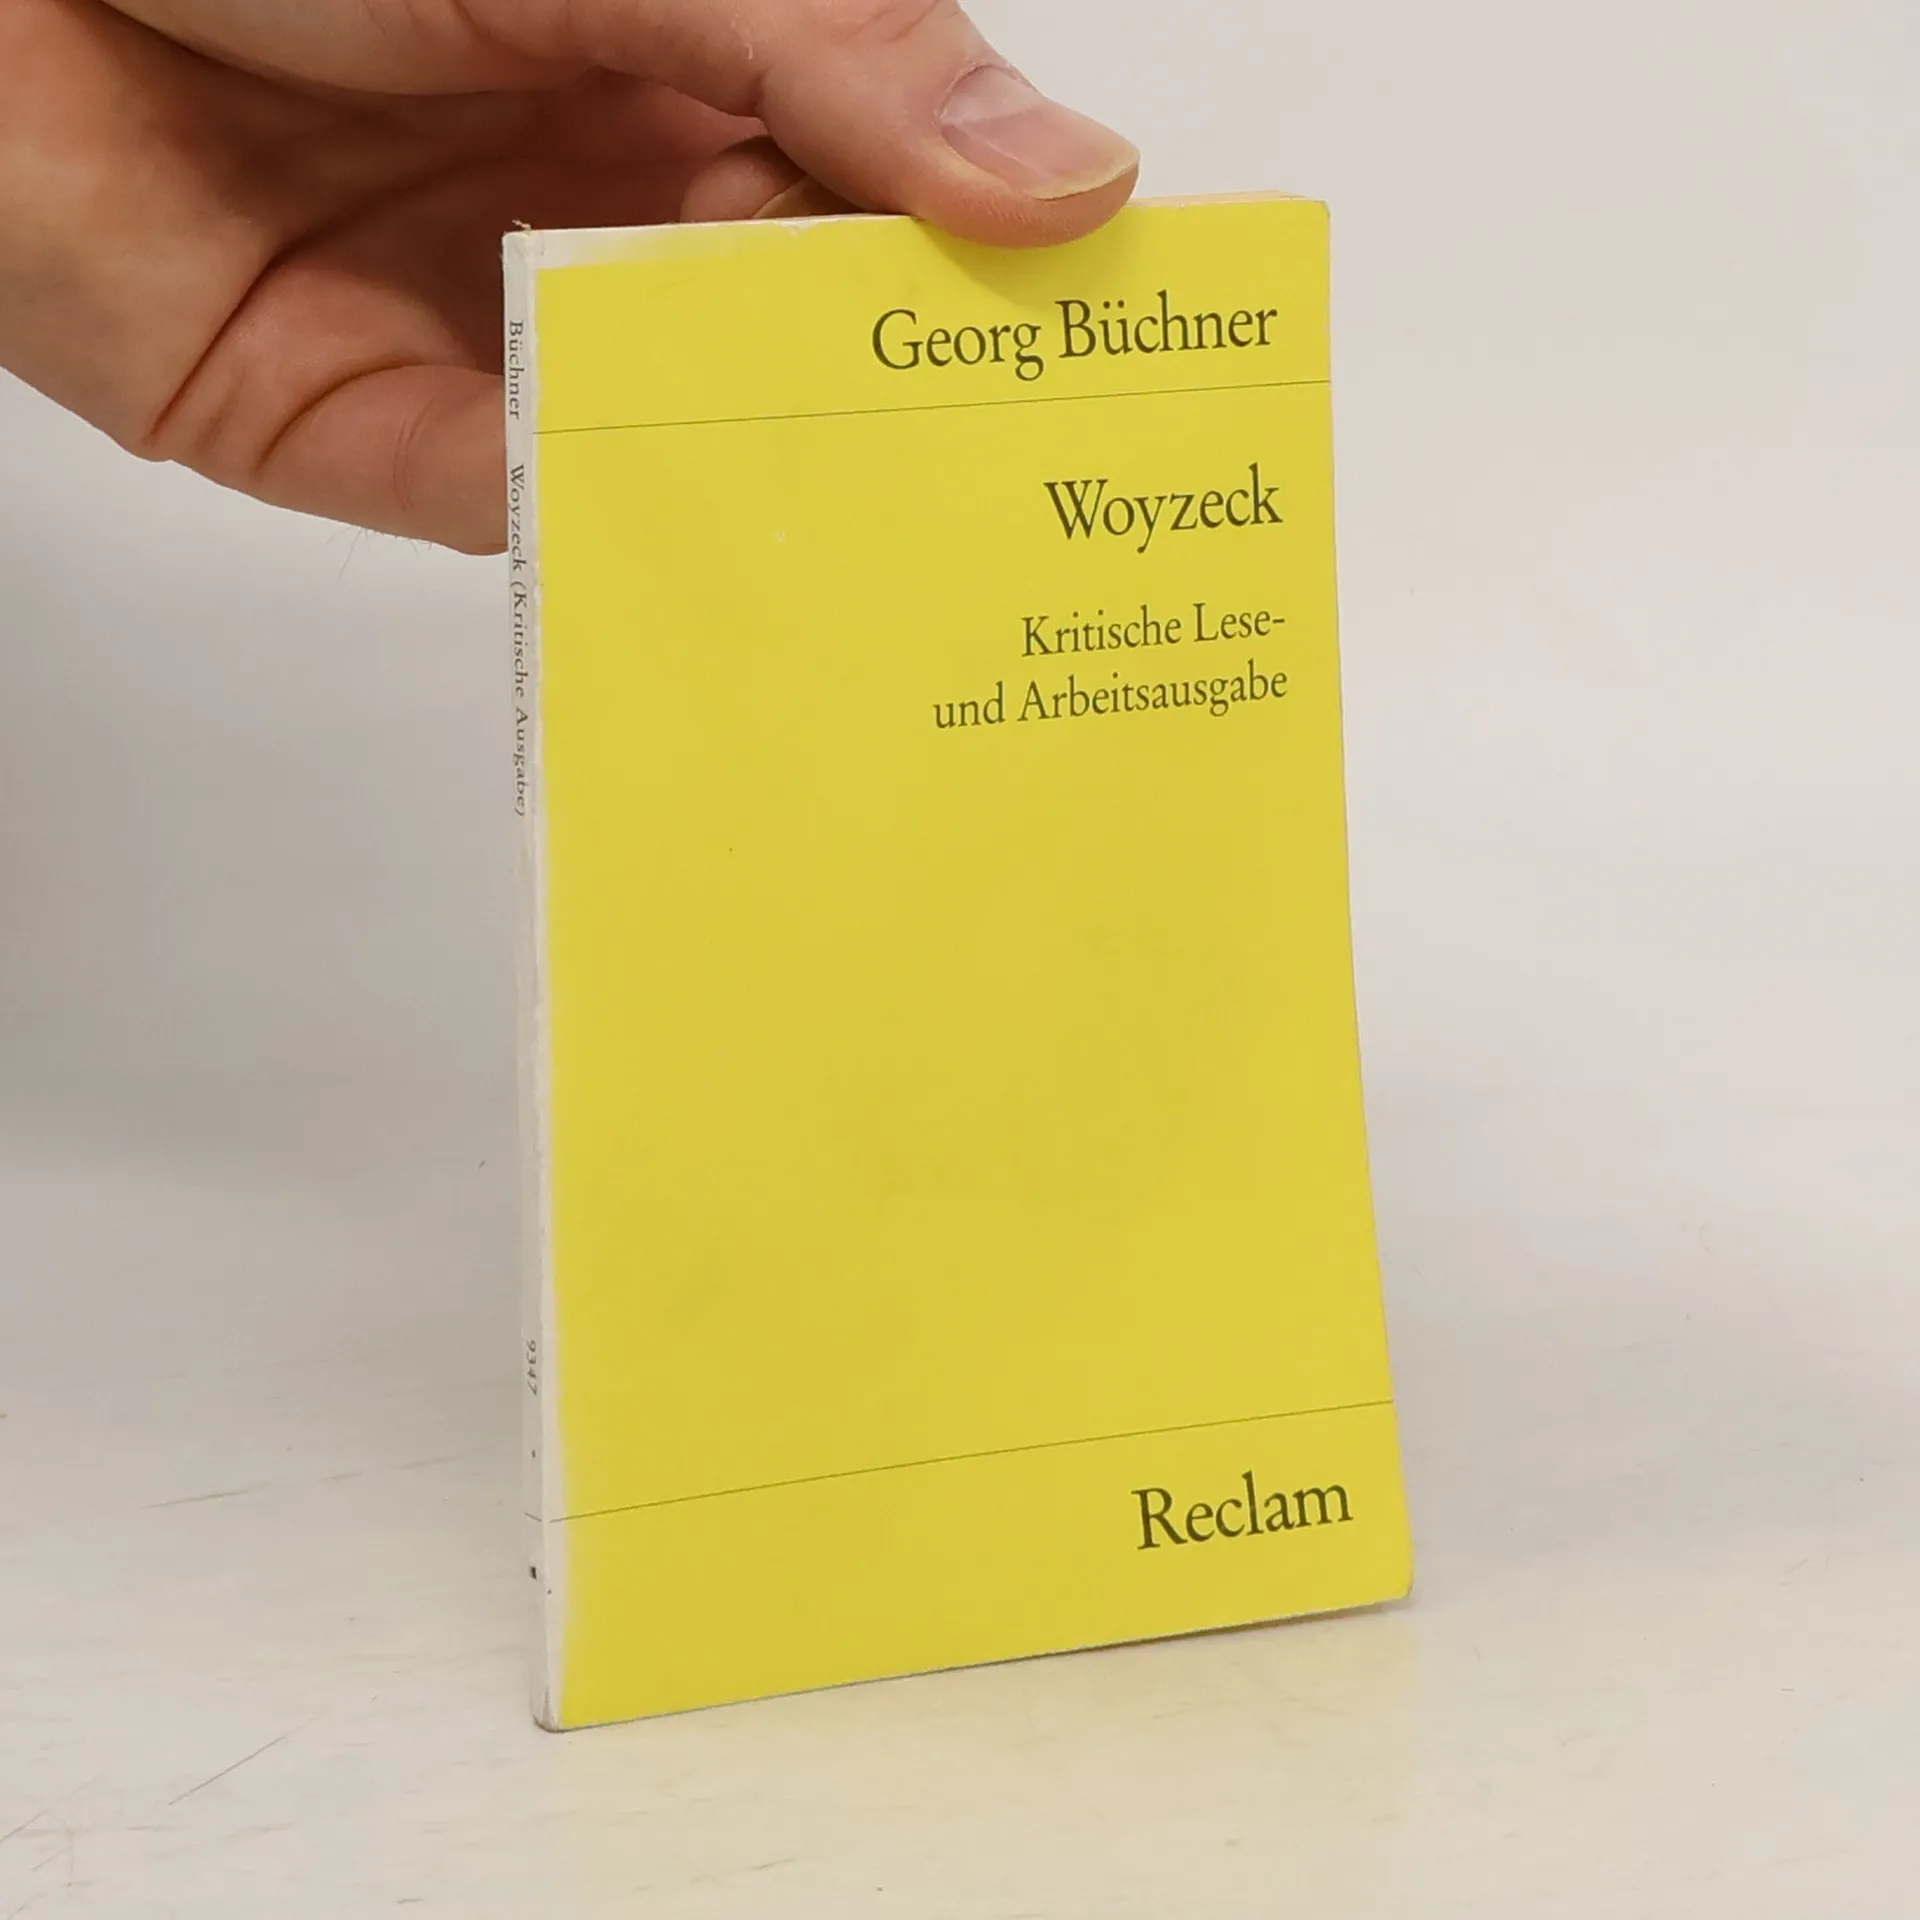 Georg Büchner
Woyzeck
Kritische Lese-
und Arbeitsausgabe
Reclam
Büchner Woyzeck (Kritische Ausgabe)
9347